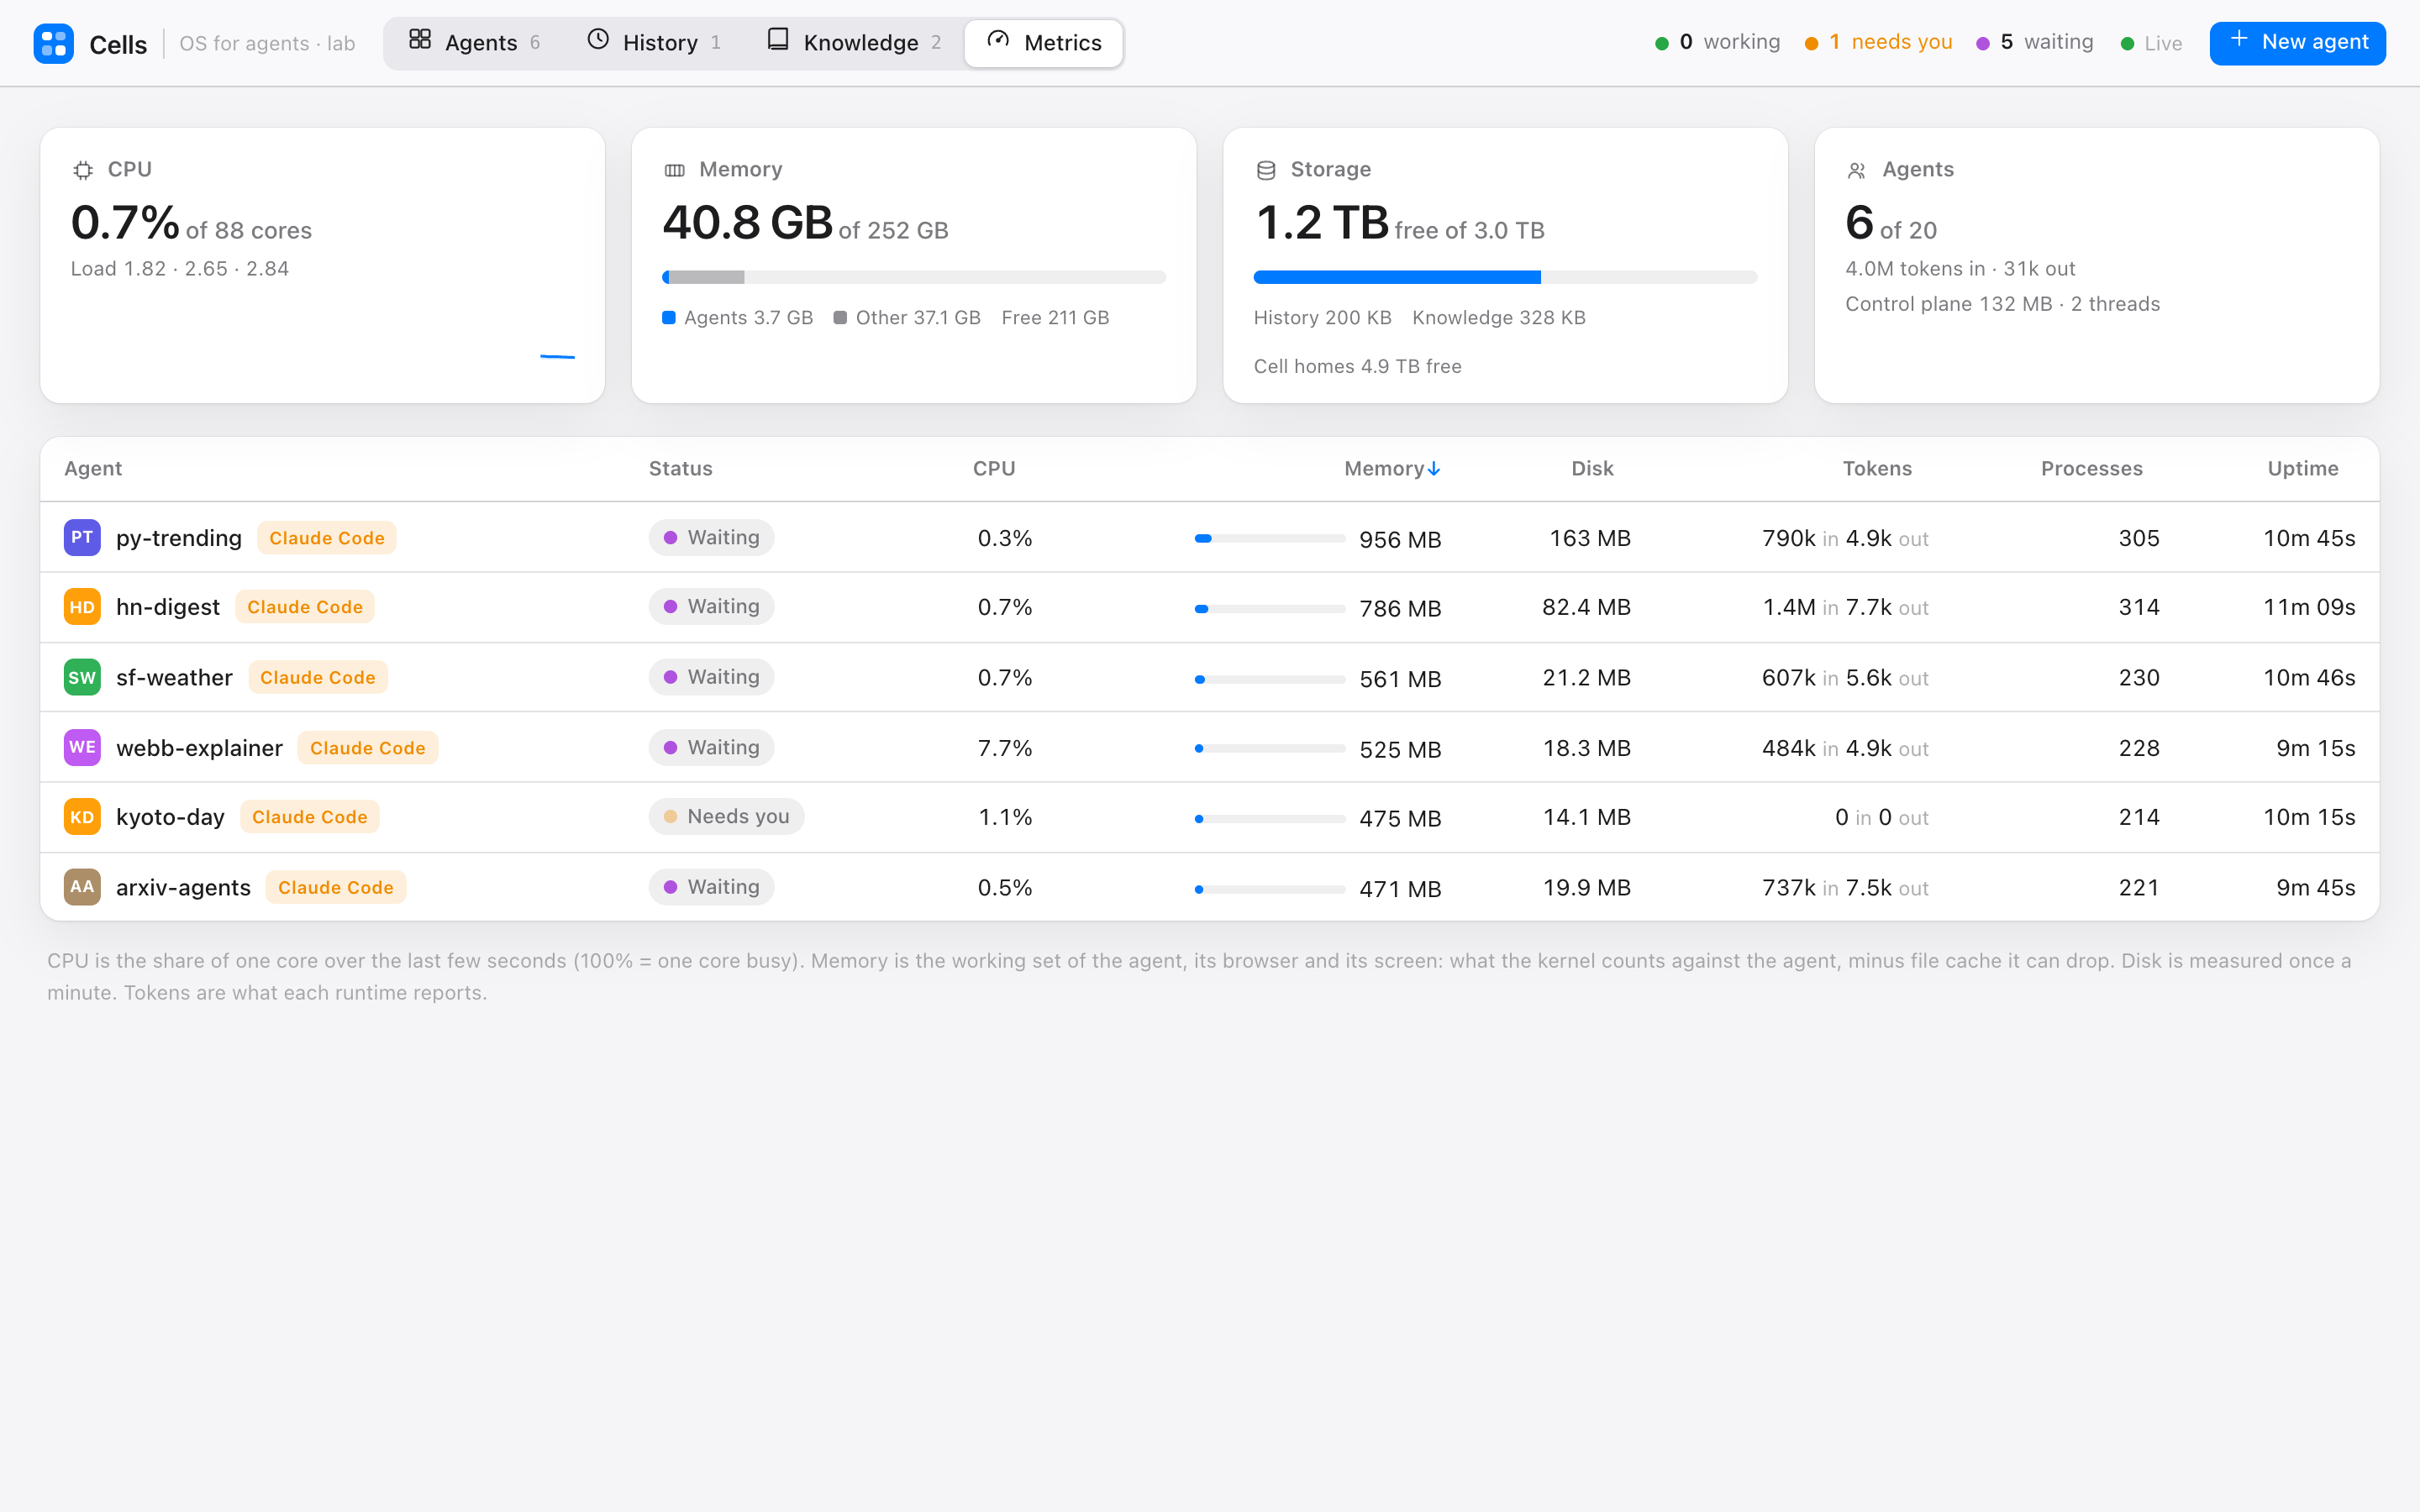 Cells OS for agents · lab Agents 6 History 1 Knowledge 2 Metrics 0 working 1 needs you 5 waiting Live + New agent
CPU
0.7% of 88 cores
Load 1.82 · 2.65 · 2.84
Memory
40.8 GB of 252 GB
Agents 3.7 GB Other 37.1 GB Free 211 GB
Storage
1.2 TB free of 3.0 TB
History 200 KB Knowledge 328 KB
Cell homes 4.9 TB free
Agents
6 of 20
4.0M tokens in · 31k out
Control plane 132 MB · 2 threads
Agent Status CPU Memory↓ Disk Tokens Processes Uptime
PT py-trending Claude Code Waiting 0.3% 956 MB 163 MB 790k in 4.9k out 305 10m 45s
HD hn-digest Claude Code Waiting 0.7% 786 MB 82.4 MB 1.4M in 7.7k out 314 11m 09s
SW sf-weather Claude Code Waiting 0.7% 561 MB 21.2 MB 607k in 5.6k out 230 10m 46s
WE webb-explainer Claude Code Waiting 7.7% 525 MB 18.3 MB 484k in 4.9k out 228 9m 15s
KD kyoto-day Claude Code Needs you 1.1% 475 MB 14.1 MB 0 in 0 out 214 10m 15s
AA arxiv-agents Claude Code Waiting 0.5% 471 MB 19.9 MB 737k in 7.5k out 221 9m 45s
CPU is the share of one core over the last few seconds (100% = one core busy). Memory is the working set of the agent, its browser and its screen: what the kernel counts against the agent, minus file cache it can drop. Disk is measured once a
minute. Tokens are what each runtime reports.